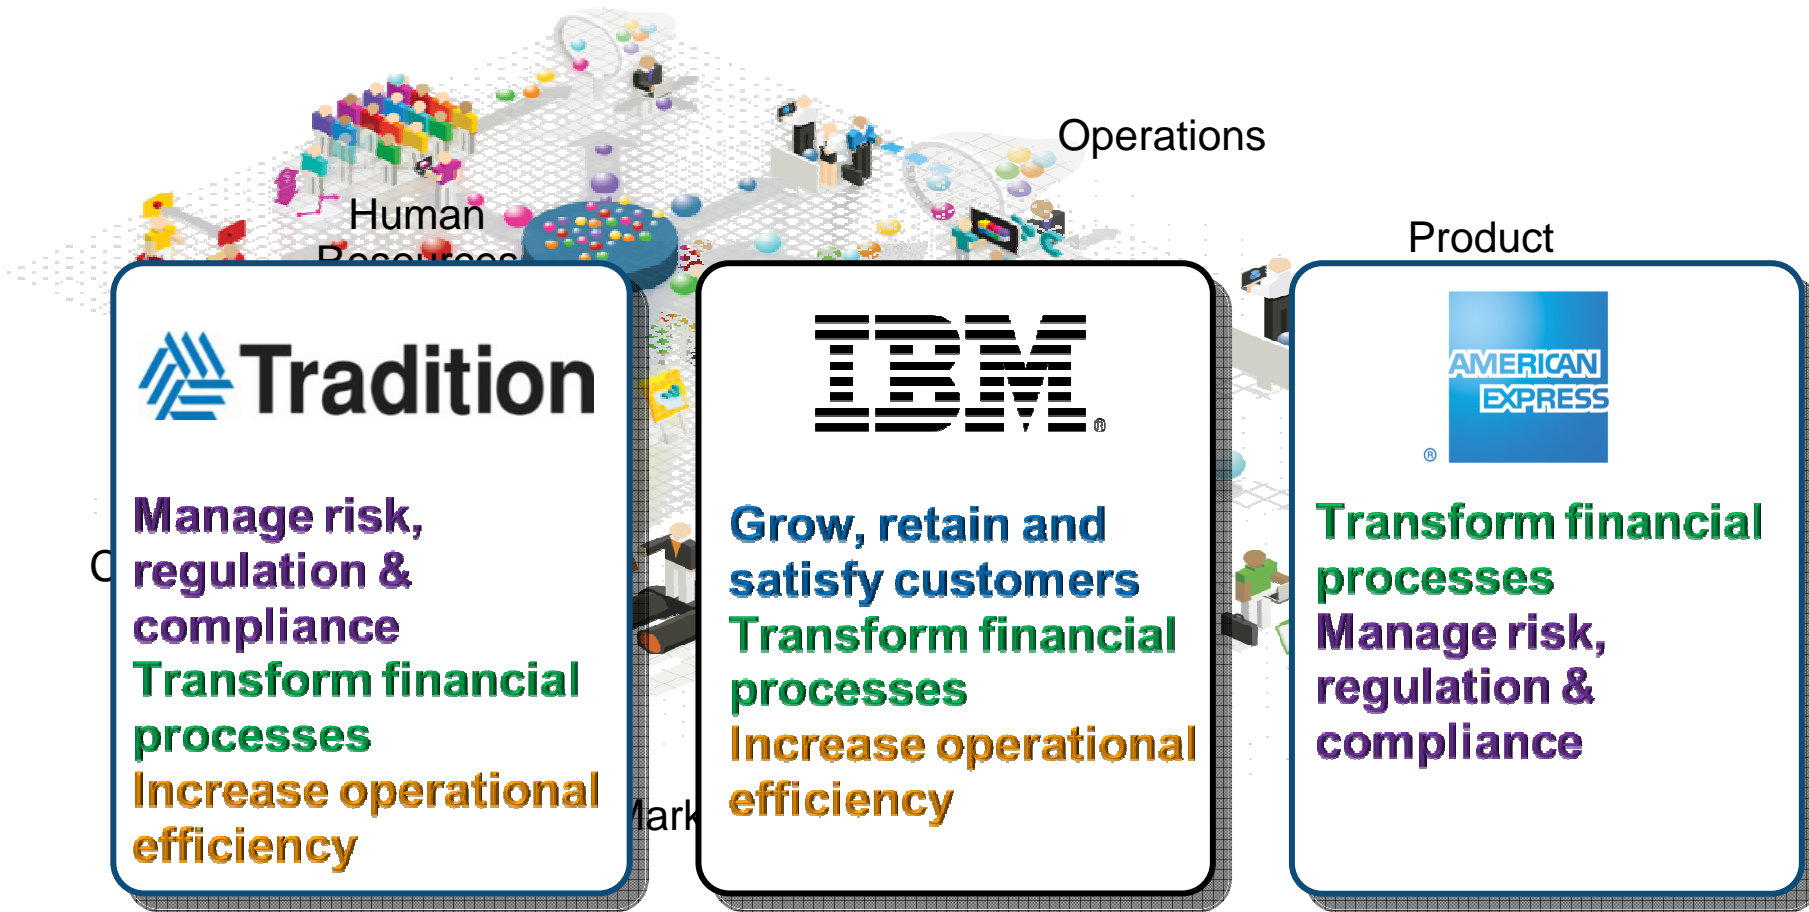 Operations
Human
Resources
Product
Tradition
IBM®
AMERICAN
EXPRESS
®
Manage risk,
regulation &
compliance
Transform financial
processes
Increase operational
efficiency
Grow, retain and
satisfy customers
Transform financial
processes
Increase operational
efficiency
Transform financial
processes
Manage risk,
regulation &
compliance